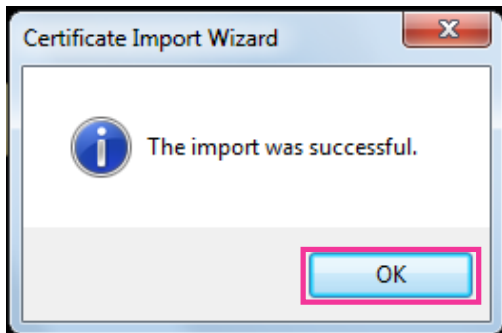 Certificate Import Wizard
The import was successful.
OK